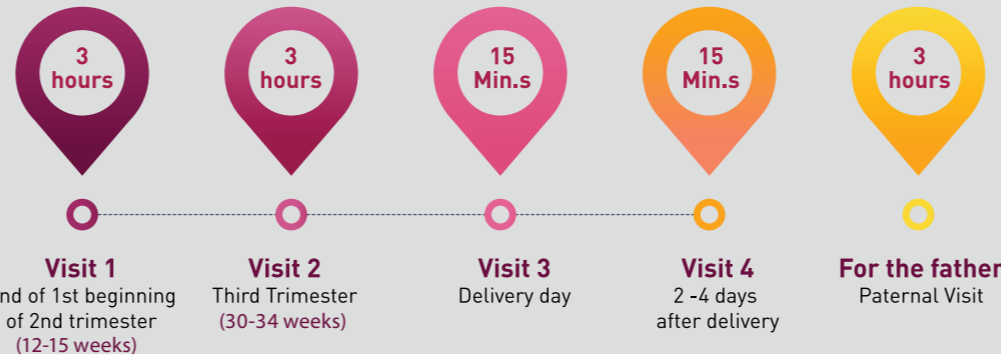 3
hours
3
hours
15
Min.s
15
Min.s
3
hours
Visit 1
nd of 1st beginning
of 2nd trimester
(12-15 weeks)
Visit 2
Third Trimester
(30-34 weeks)
Visit 3
Delivery day
Visit 4
2 -4 days
after delivery
For the father
Paternal Visit